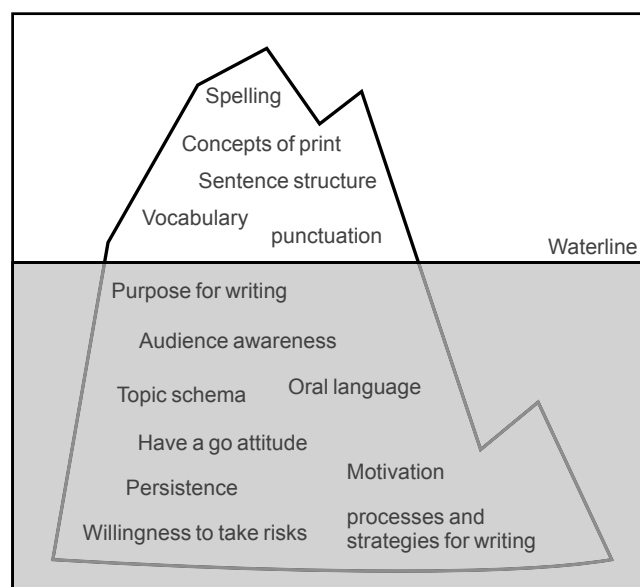 Spelling
Concepts of print
Sentence structure
Vocabulary
punctuation
Waterline
Purpose for writing
Audience awareness
Topic schema
Oral language
Have a go attitude
Motivation
Persistence
Willingness to take risks
processes and
strategies for writing